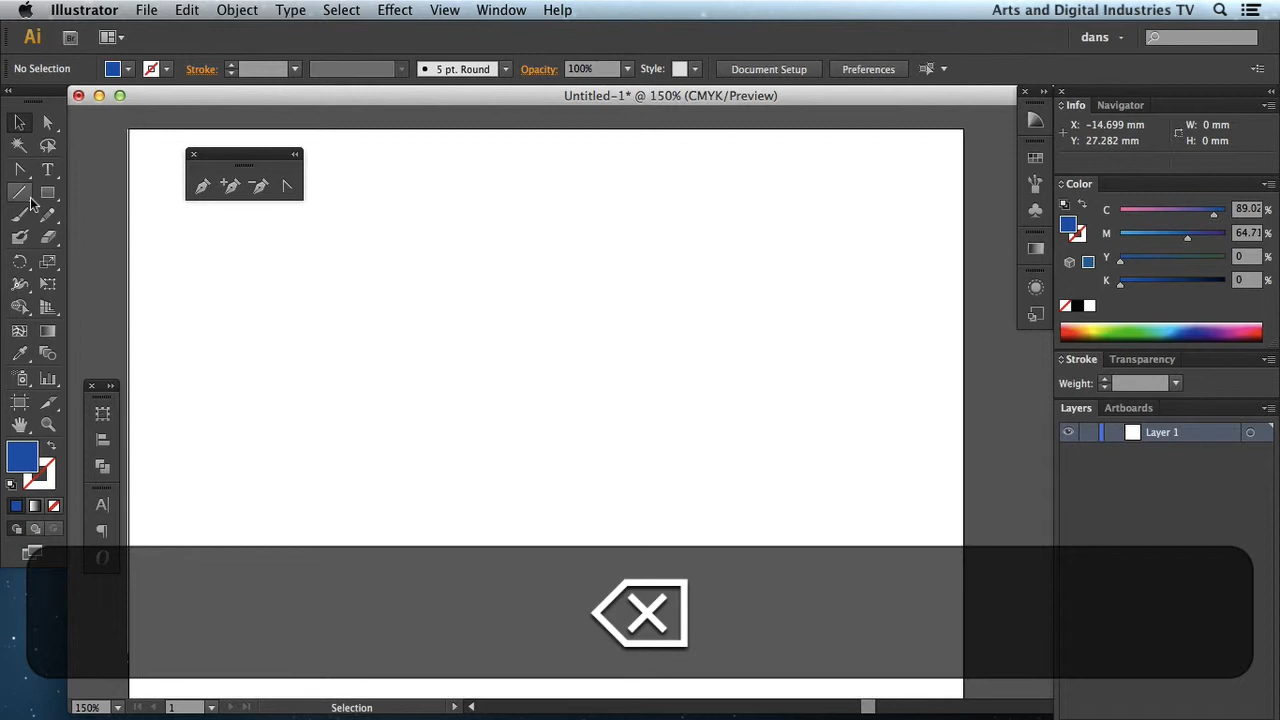 Illustrator File Edit Object Type Select Effect View Window Help Arts and Digital Industries TV
Ai Br dans
No Selection Stroke: 5 pt. Round Opacity: 100% Style: Document Setup Preferences
Untitled-1* @ 150% (CMYK/Preview)
Info Navigator
X: -14.699 mm W: 0 mm
Y: 27.282 mm H: 0 mm
Color
C 89.02 %
M 64.71 %
Y 0 %
K 0 %
Stroke Transparency
Weight:
Layers Artboards
Layer 1
150% 1 Selection